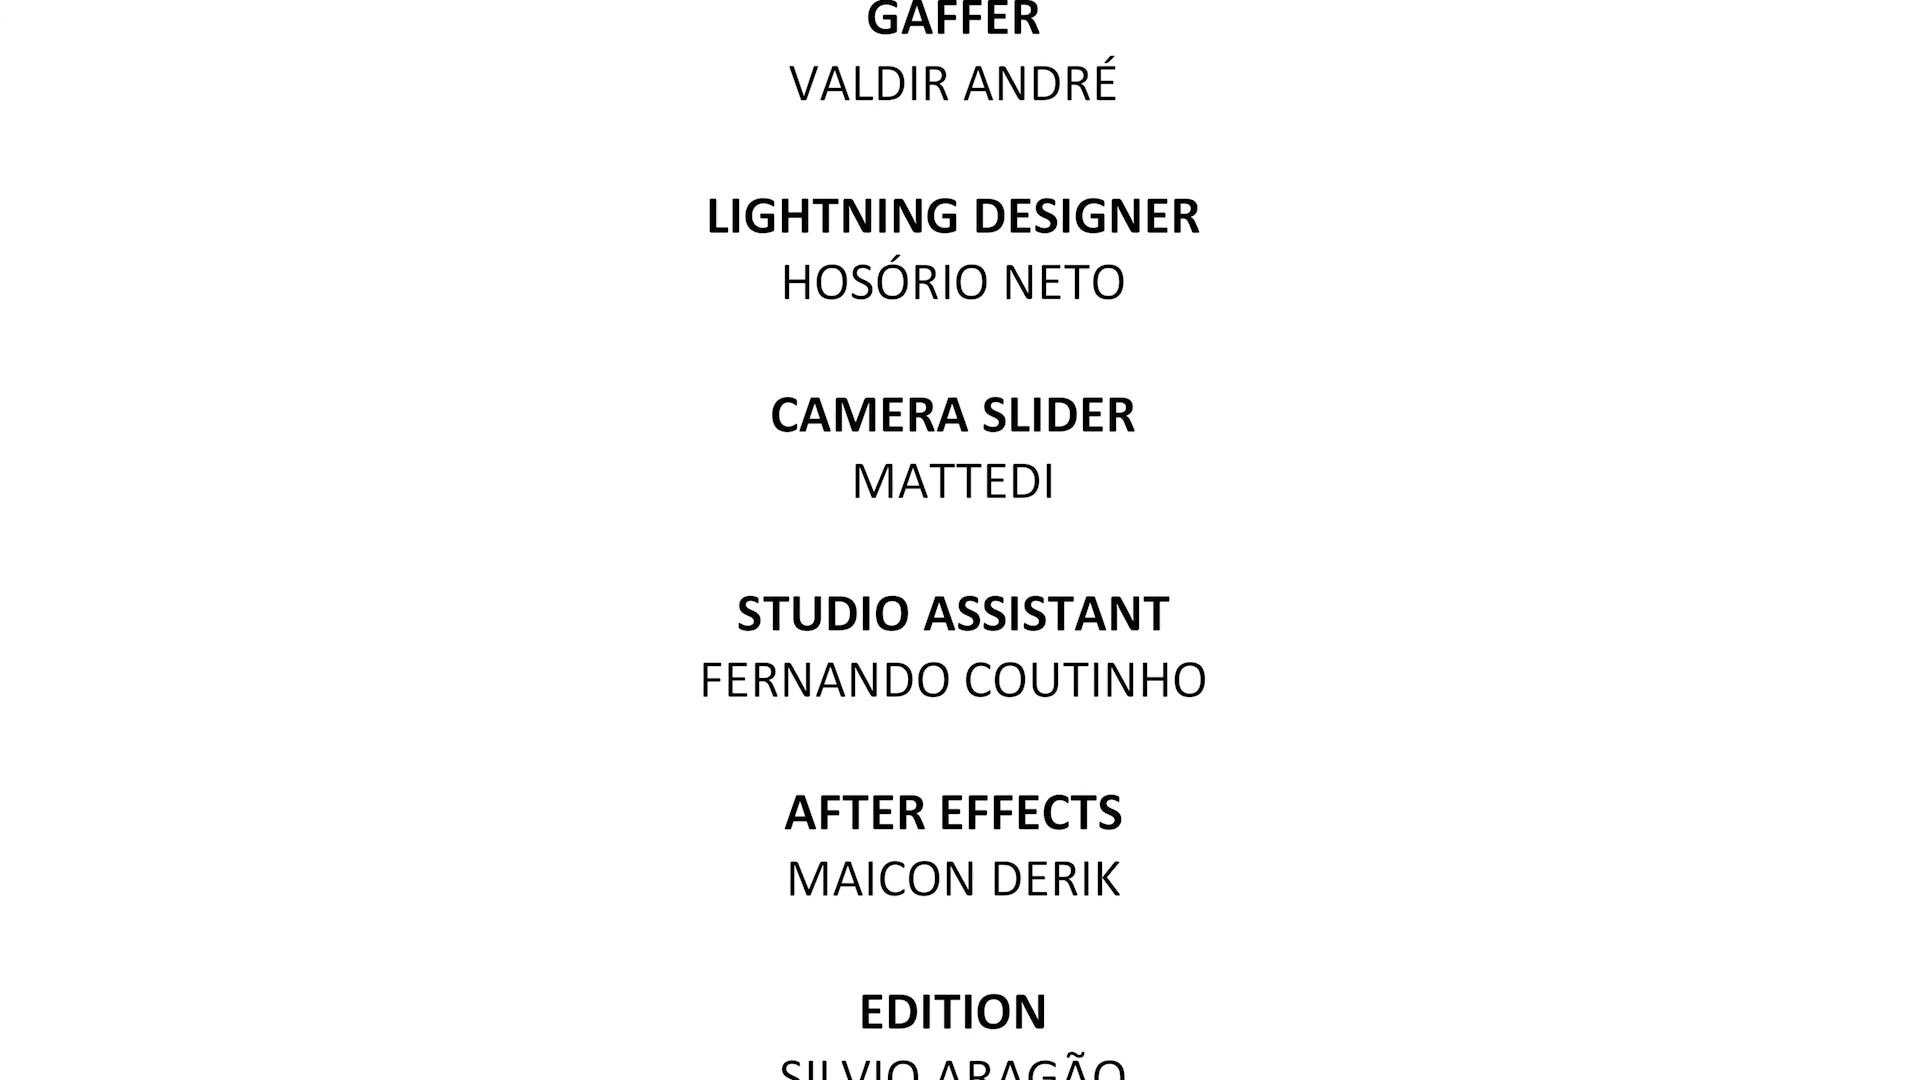 GAFFER
VALDIR ANDRÉ
LIGHTNING DESIGNER
HOSÓRIO NETO
CAMERA SLIDER
MATTEDI
STUDIO ASSISTANT
FERNANDO COUTINHO
AFTER EFFECTS
MAICON DERIK
EDITION
SILVIO ARAGÃO